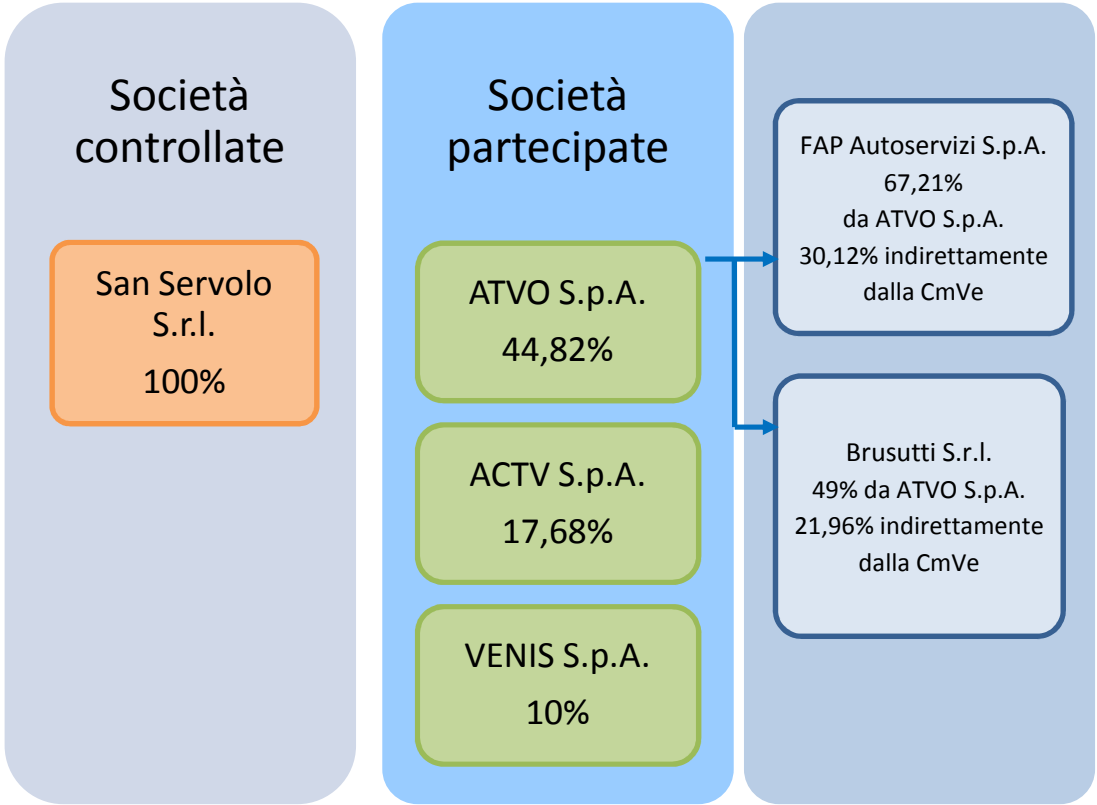 Società
controllate
San Servolo
S.r.l.
100%
Società
partecipate
ATVO S.p.A.
44,82%
ACTV S.p.A.
17,68%
VENIS S.p.A.
10%
FAP Autoservizi S.p.A.
67,21%
da ATVO S.p.A.
30,12% indirettamente
dalla CmVe
Brusutti S.r.l.
49% da ATVO S.p.A.
21,96% indirettamente
dalla CmVe